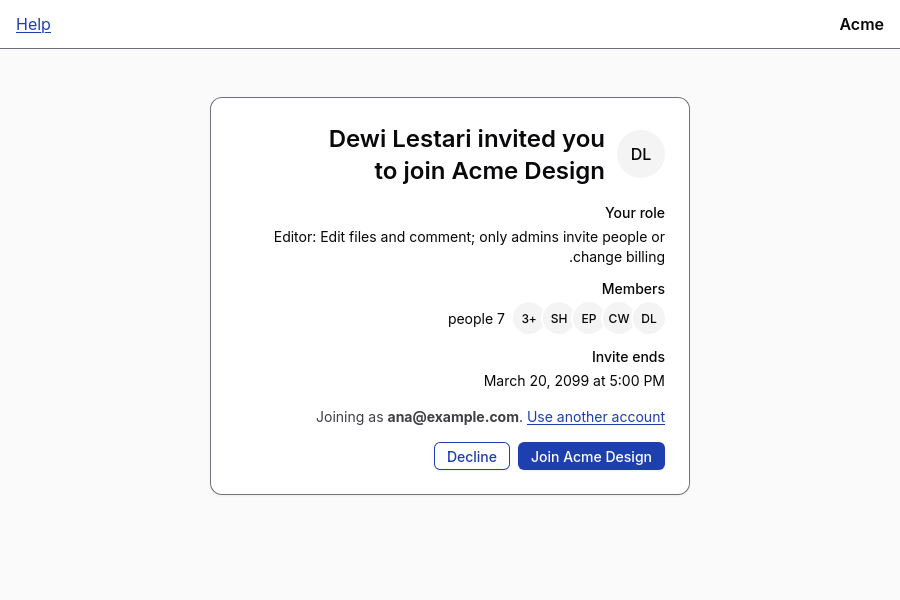 Acme
Help
Dewi Lestari invited you
to join Acme Design
DL
Your role
Editor: Edit files and comment; only admins invite people or
.change billing
Members
DL CW EP SH 3+ people 7
Invite ends
March 20, 2099 at 5:00 PM
Joining as ana@example.com. Use another account
Join Acme Design
Decline